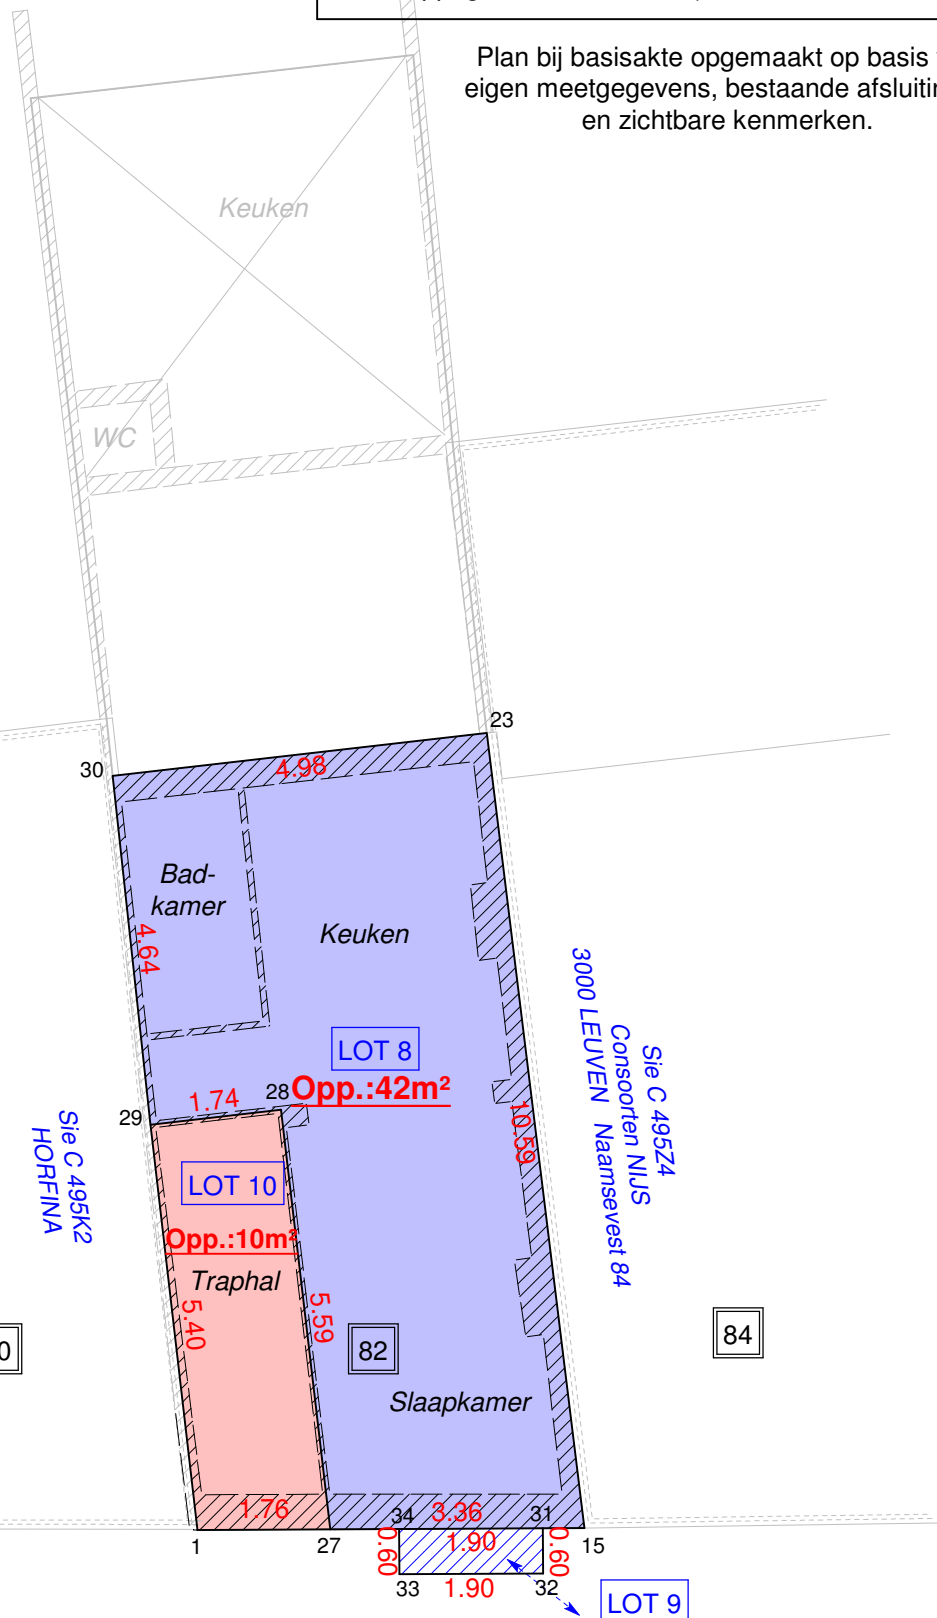 Plan bij basisakte opgemaakt op basis
eigen meetgegevens, bestaande
en zichtbare kenmerken.
Keuken
WC
23
30
4.98
Bad-
kamer
Keuken
4.64
LOT 8
Opp.:42m²
1.74
28
29
10.59
Sie C 495Z4
Consoorten NIJS
3000 LEUVEN Naamsevest 84
Sie C 495K2
HORFINA
LOT 10
Opp.:10m²
Traphal
5.40
5.59
82
84
0
Slaapkamer
1.76
34
3.36
31
1
27
0.60
1.90
0.60
15
33
1.90
32
LOT 9